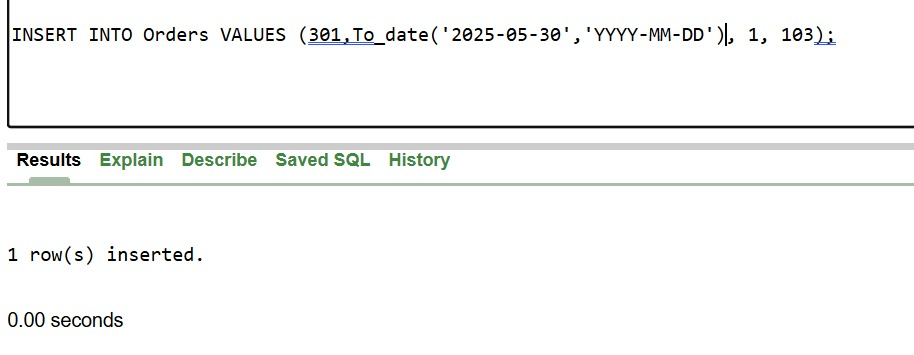 INSERT INTO Orders VALUES (301,To_date('2025-05-30','YYYY-MM-DD'), 1, 103);
Results Explain Describe Saved SQL History
1 row(s) inserted.
0.00 seconds